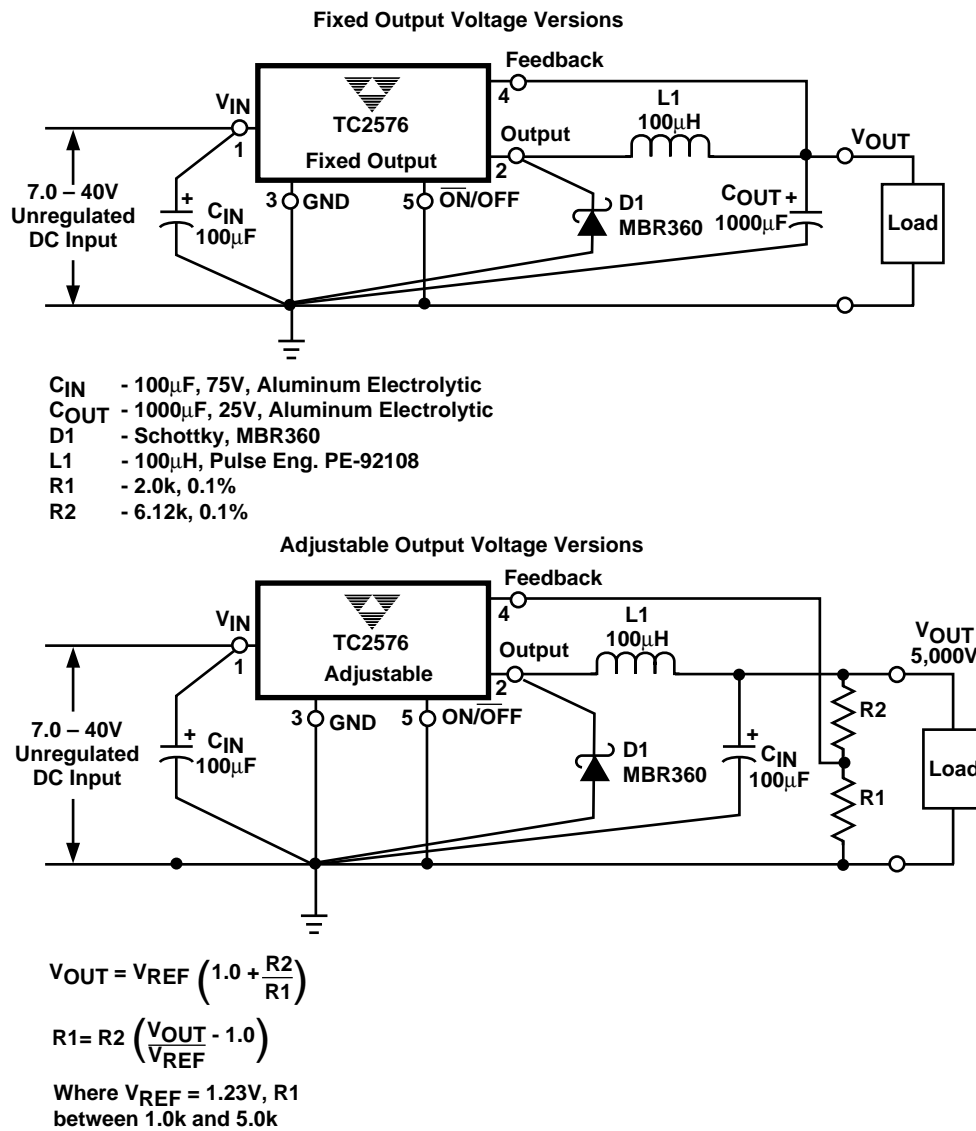 Fixed Output Voltage Versions
Feedback
4
L1
100µH
VIN
1
TC2576
Fixed Output
Output
2
VOUT
7.0 – 40V
Unregulated
DC Input
+
CIN
100µF
3 GND
5 O̅N̅/OFF
D1
MBR360
COUT +
1000µF
Load
CIN - 100µF, 75V, Aluminum Electrolytic
COUT - 1000µF, 25V, Aluminum Electrolytic
D1 - Schottky, MBR360
L1 - 100µH, Pulse Eng. PE-92108
R1 - 2.0k, 0.1%
R2 - 6.12k, 0.1%
Adjustable Output Voltage Versions
Feedback
4
L1
100µH
VIN
1
TC2576
Adjustable
Output
2
VOUT
5,000V
7.0 – 40V
Unregulated
DC Input
+
CIN
100µF
3 GND
5 ON/O̅F̅F̅
D1
MBR360
+
CIN
100µF
R2
R1
Load
VOUT = VREF (1.0 + R2/R1)
R1= R2 (VOUT/VREF - 1.0)
Where VREF = 1.23V, R1
between 1.0k and 5.0k